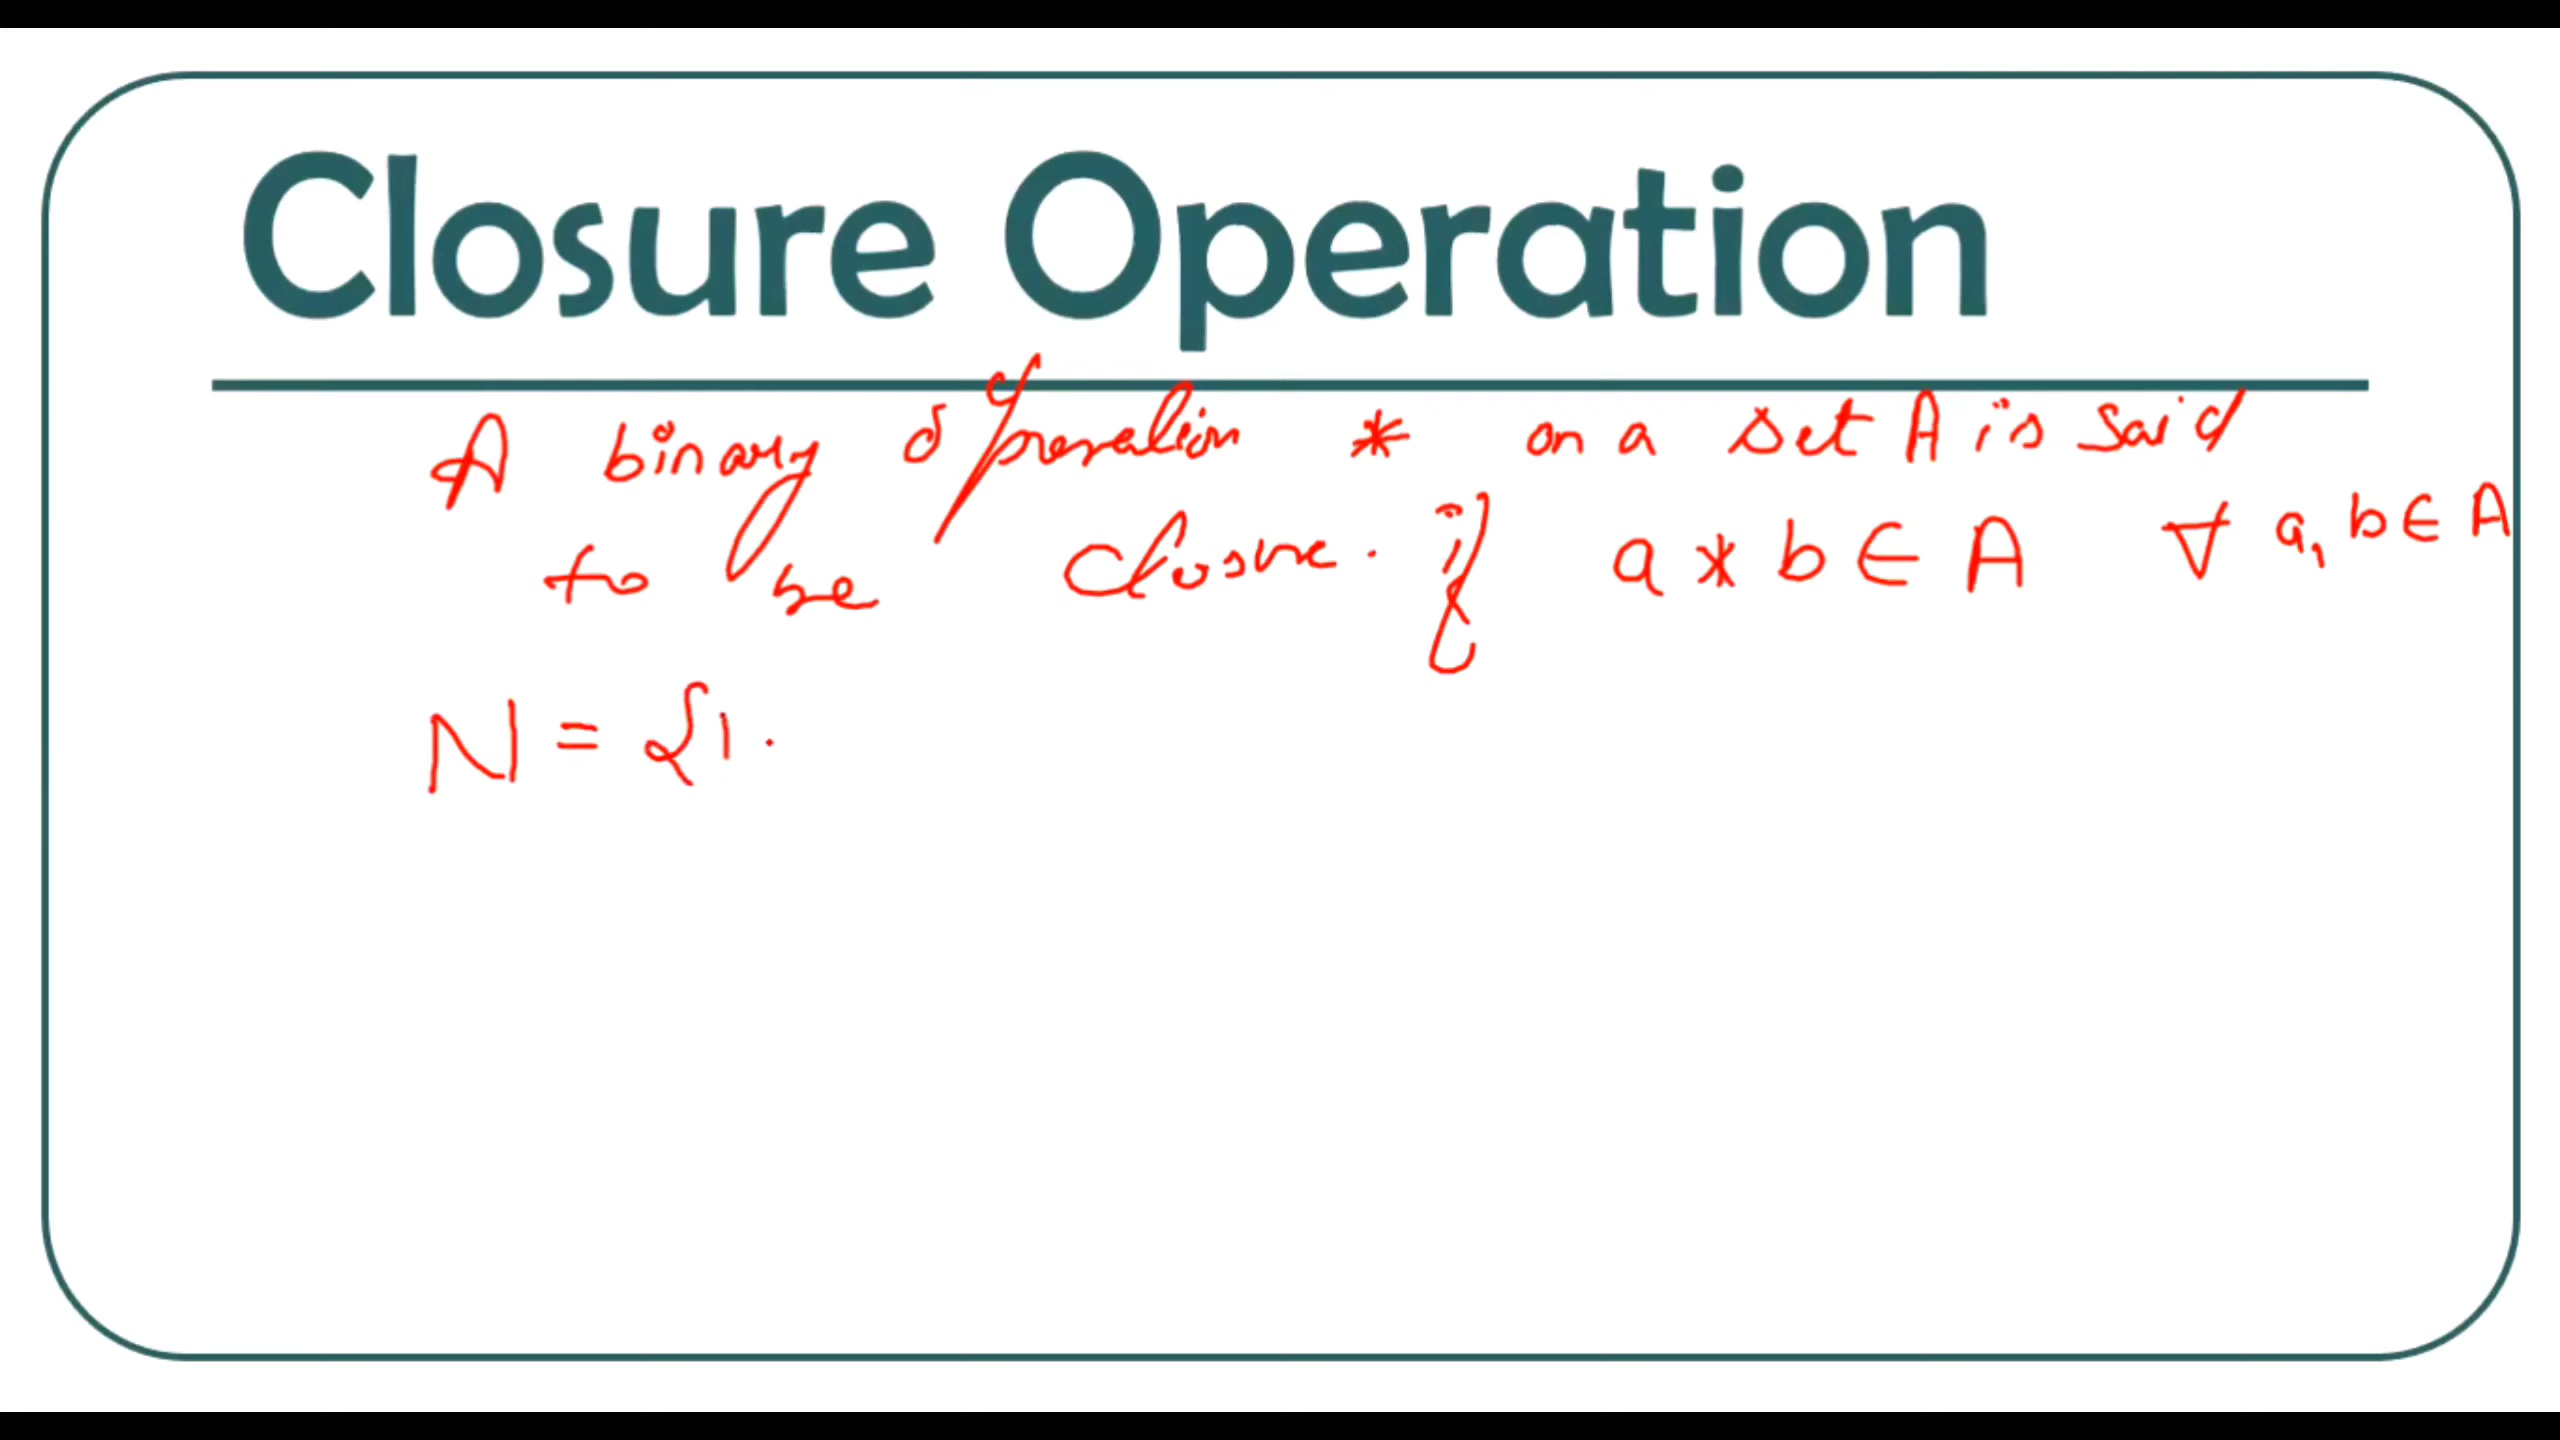 Closure Operation
A binary operation * on a set A is said
to be closure. if a * b ∈ A ∀ a, b ∈ A
N = {1.